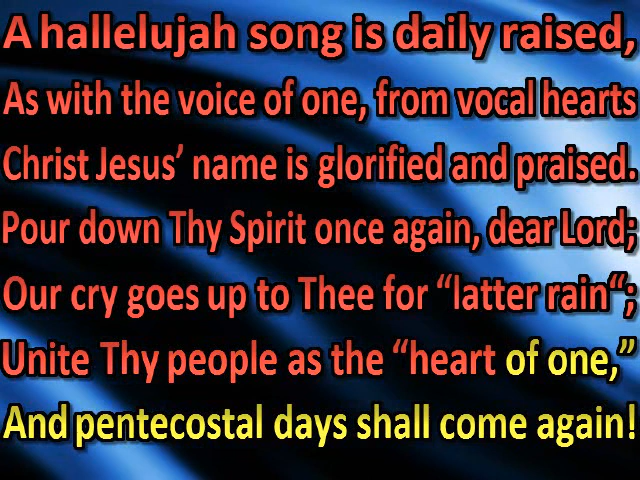 A hallelujah song is daily raised,
As with the voice of one, from vocal hearts
Christ Jesus’ name is glorified and praised.
Pour down Thy Spirit once again, dear Lord;
Our cry goes up to Thee for “latter rain“;
Unite Thy people as the “heart of one,”
And pentecostal days shall come again!